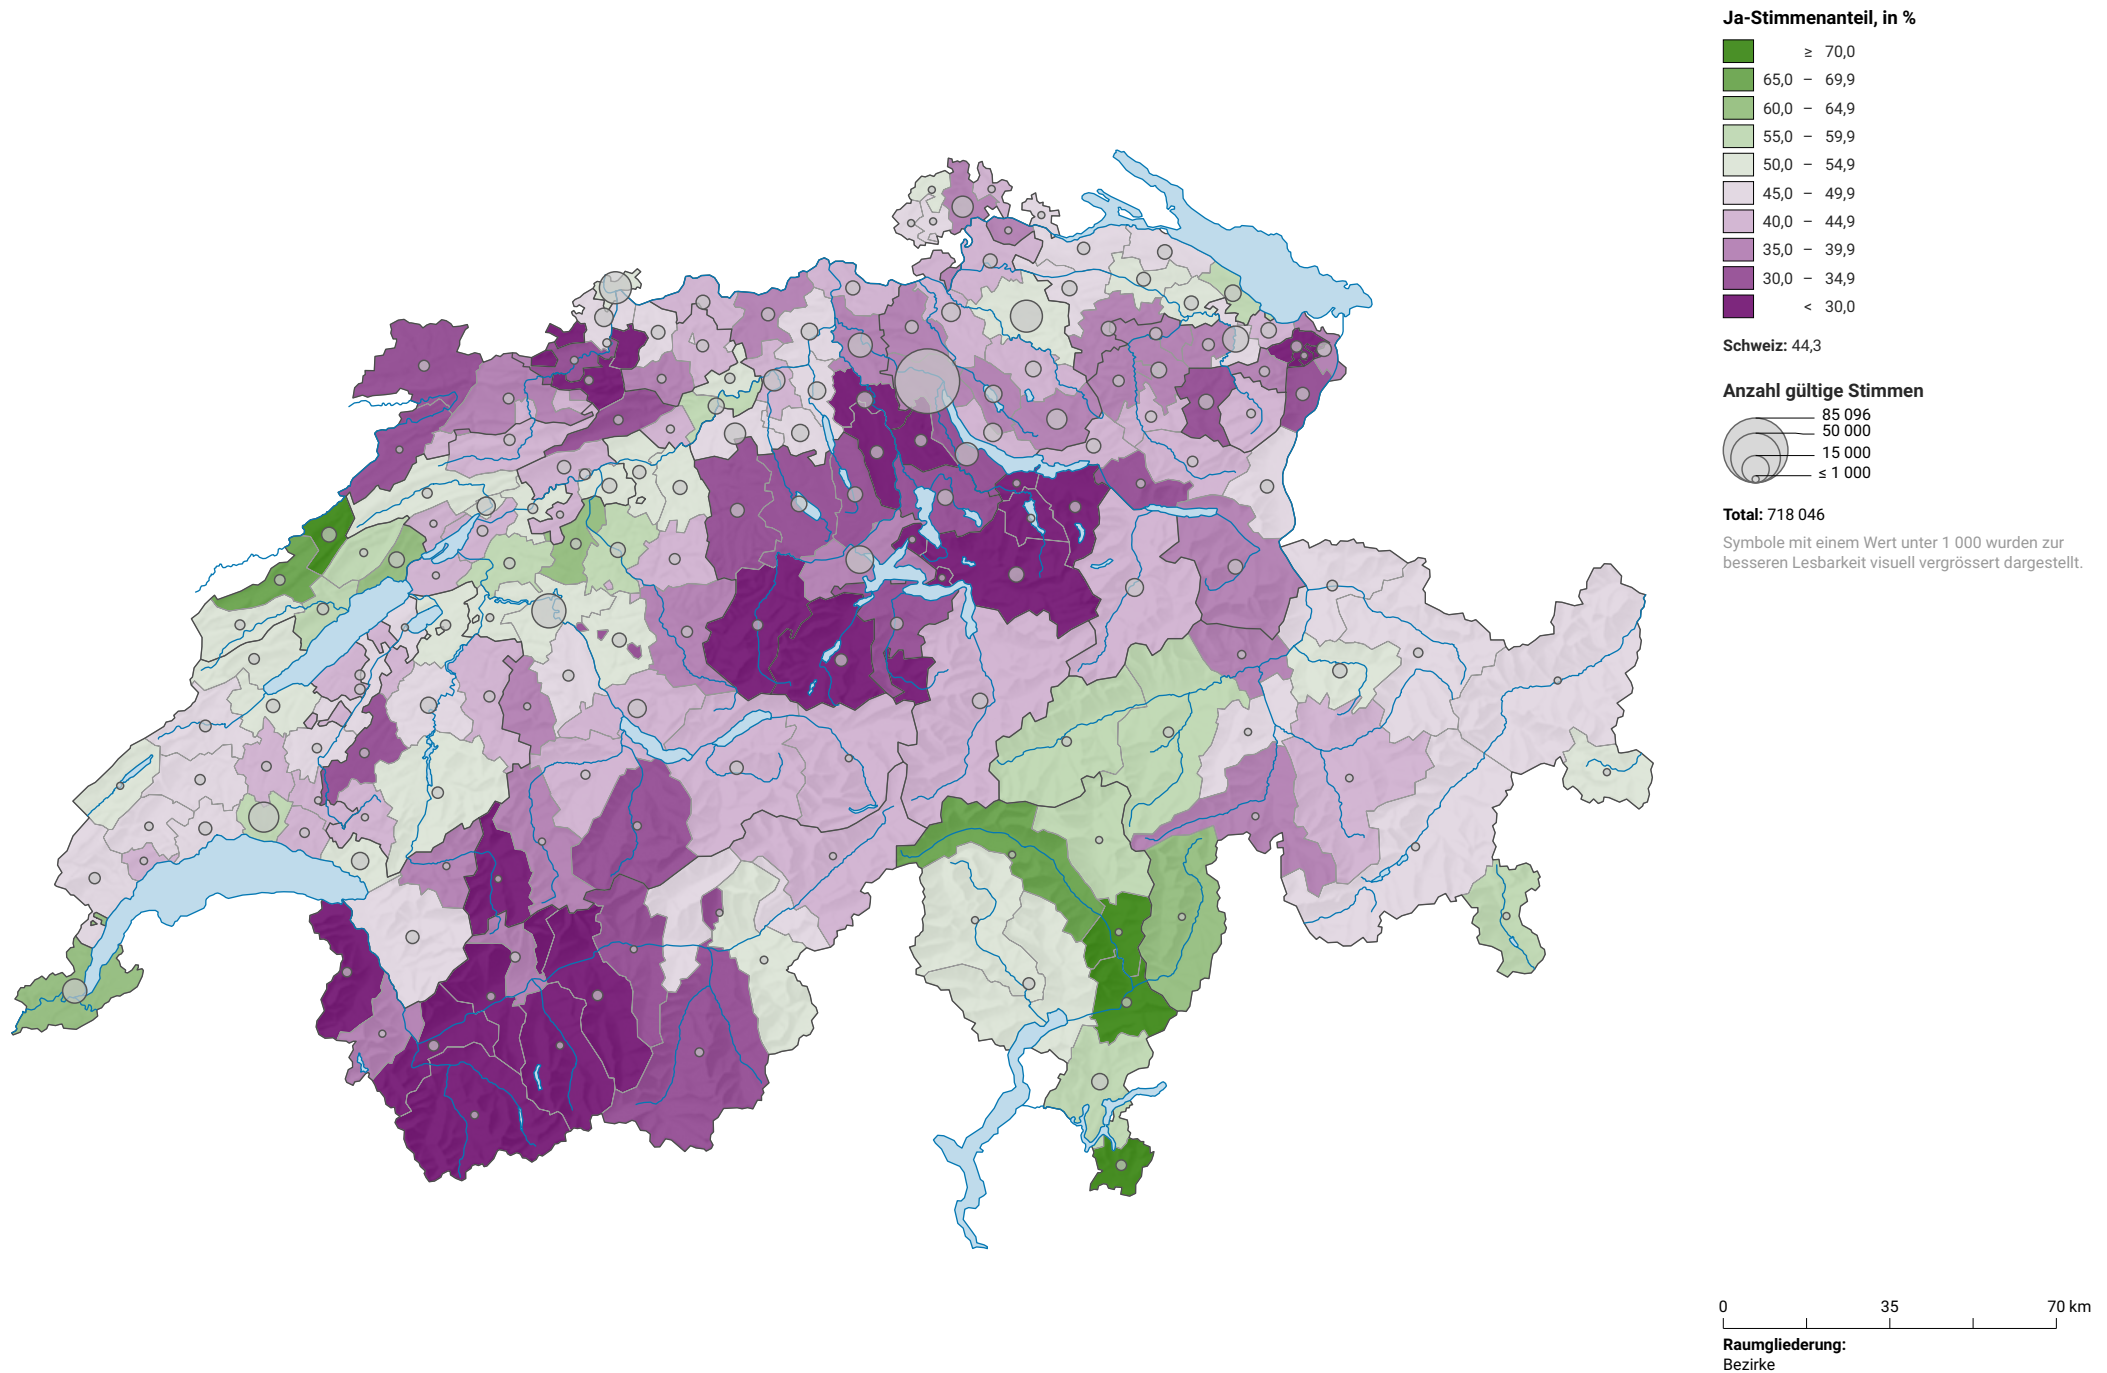 Ja-Stimmenanteil, in %
≥ 70,0
65,0 – 69,9
60,0 – 64,9
55,0 – 59,9
50,0 – 54,9
45,0 – 49,9
40,0 – 44,9
35,0 – 39,9
30,0 – 34,9
< 30,0
Schweiz: 44,3
Anzahl gültige Stimmen
85 096
50 000
15 000
≤ 1 000
Total: 718 046
Symbole mit einem Wert unter 1 000 wurden zur
besseren Lesbarkeit visuell vergrössert dargestellt.
0 35 70 km
Raumgliederung:
Bezirke